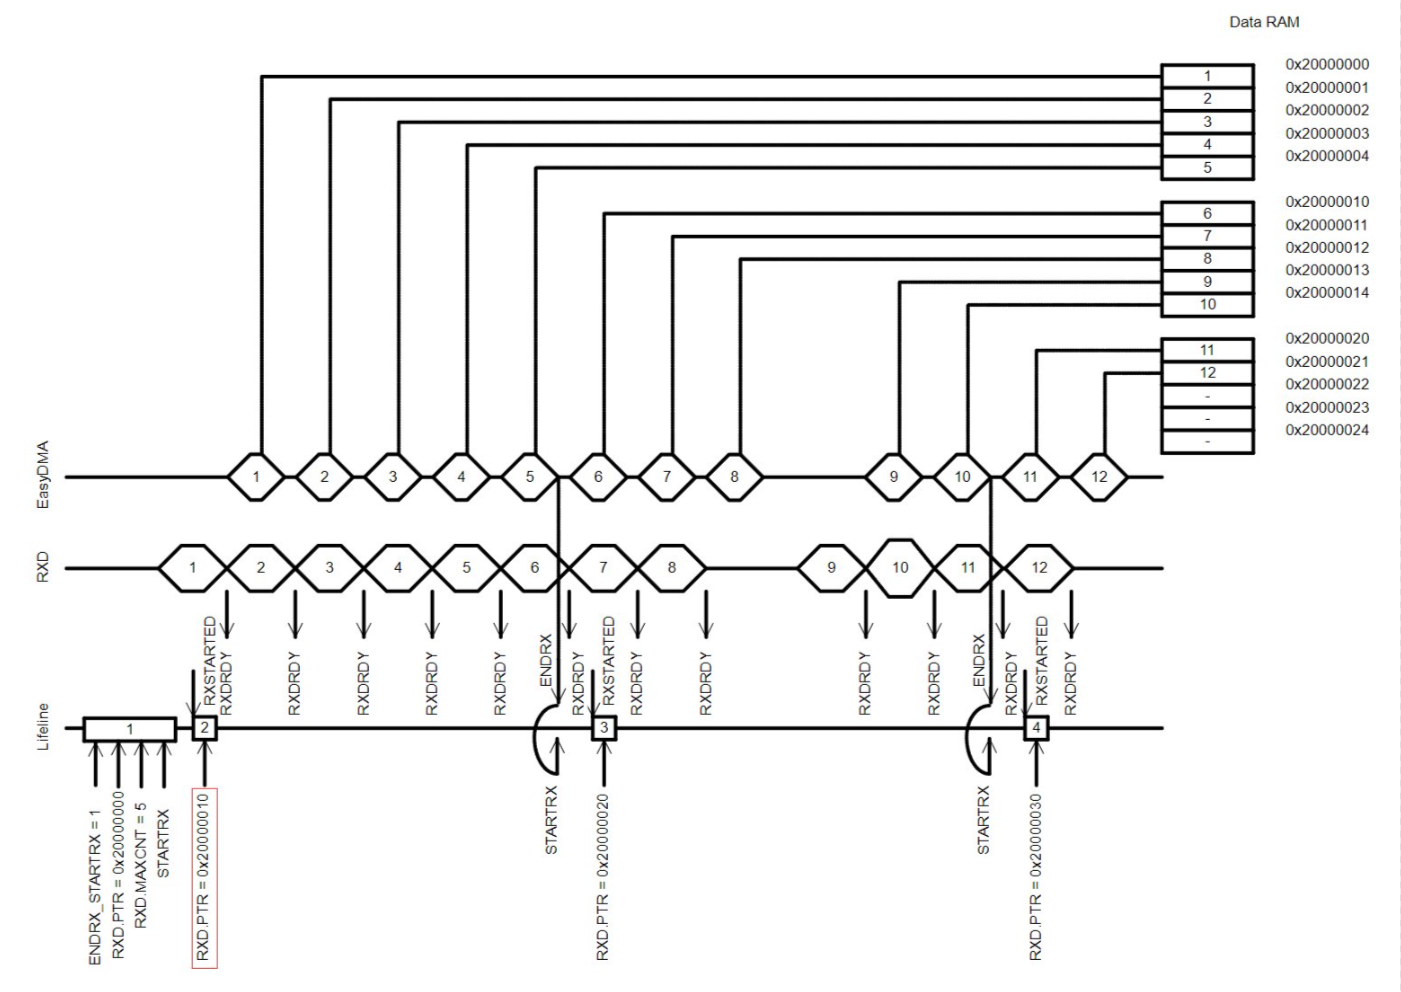 Data RAM
0x20000000
1
0x20000001
2
0x20000002
3
0x20000003
4
0x20000004
5
0x20000010
6
0x20000011
7
0x20000012
8
0x20000013
9
0x20000014
10
0x20000020
11
0x20000021
12
0x20000022
-
0x20000023
-
0x20000024
-
EasyDMA
1 2 3 4 5 6 7 8 9 10 11 12
RXD
1 2 3 4 5 6 7 8 9 10 11 12
RXSTARTED
RXDRDY
RXDRDY
RXDRDY
RXDRDY
RXDRDY
ENDRX
RXDRDY
RXSTARTED
RXDRDY
RXDRDY
RXDRDY
RXDRDY
ENDRX
RXDRDY
RXSTARTED
RXDRDY
Lifeline
1 2 3 4
ENDRX_STARTRX = 1
RXD.PTR = 0x20000000
RXD.MAXCNT = 5
STARTRX
RXD.PTR = 0x20000010
STARTRX
RXD.PTR = 0x20000020
STARTRX
RXD.PTR = 0x20000030